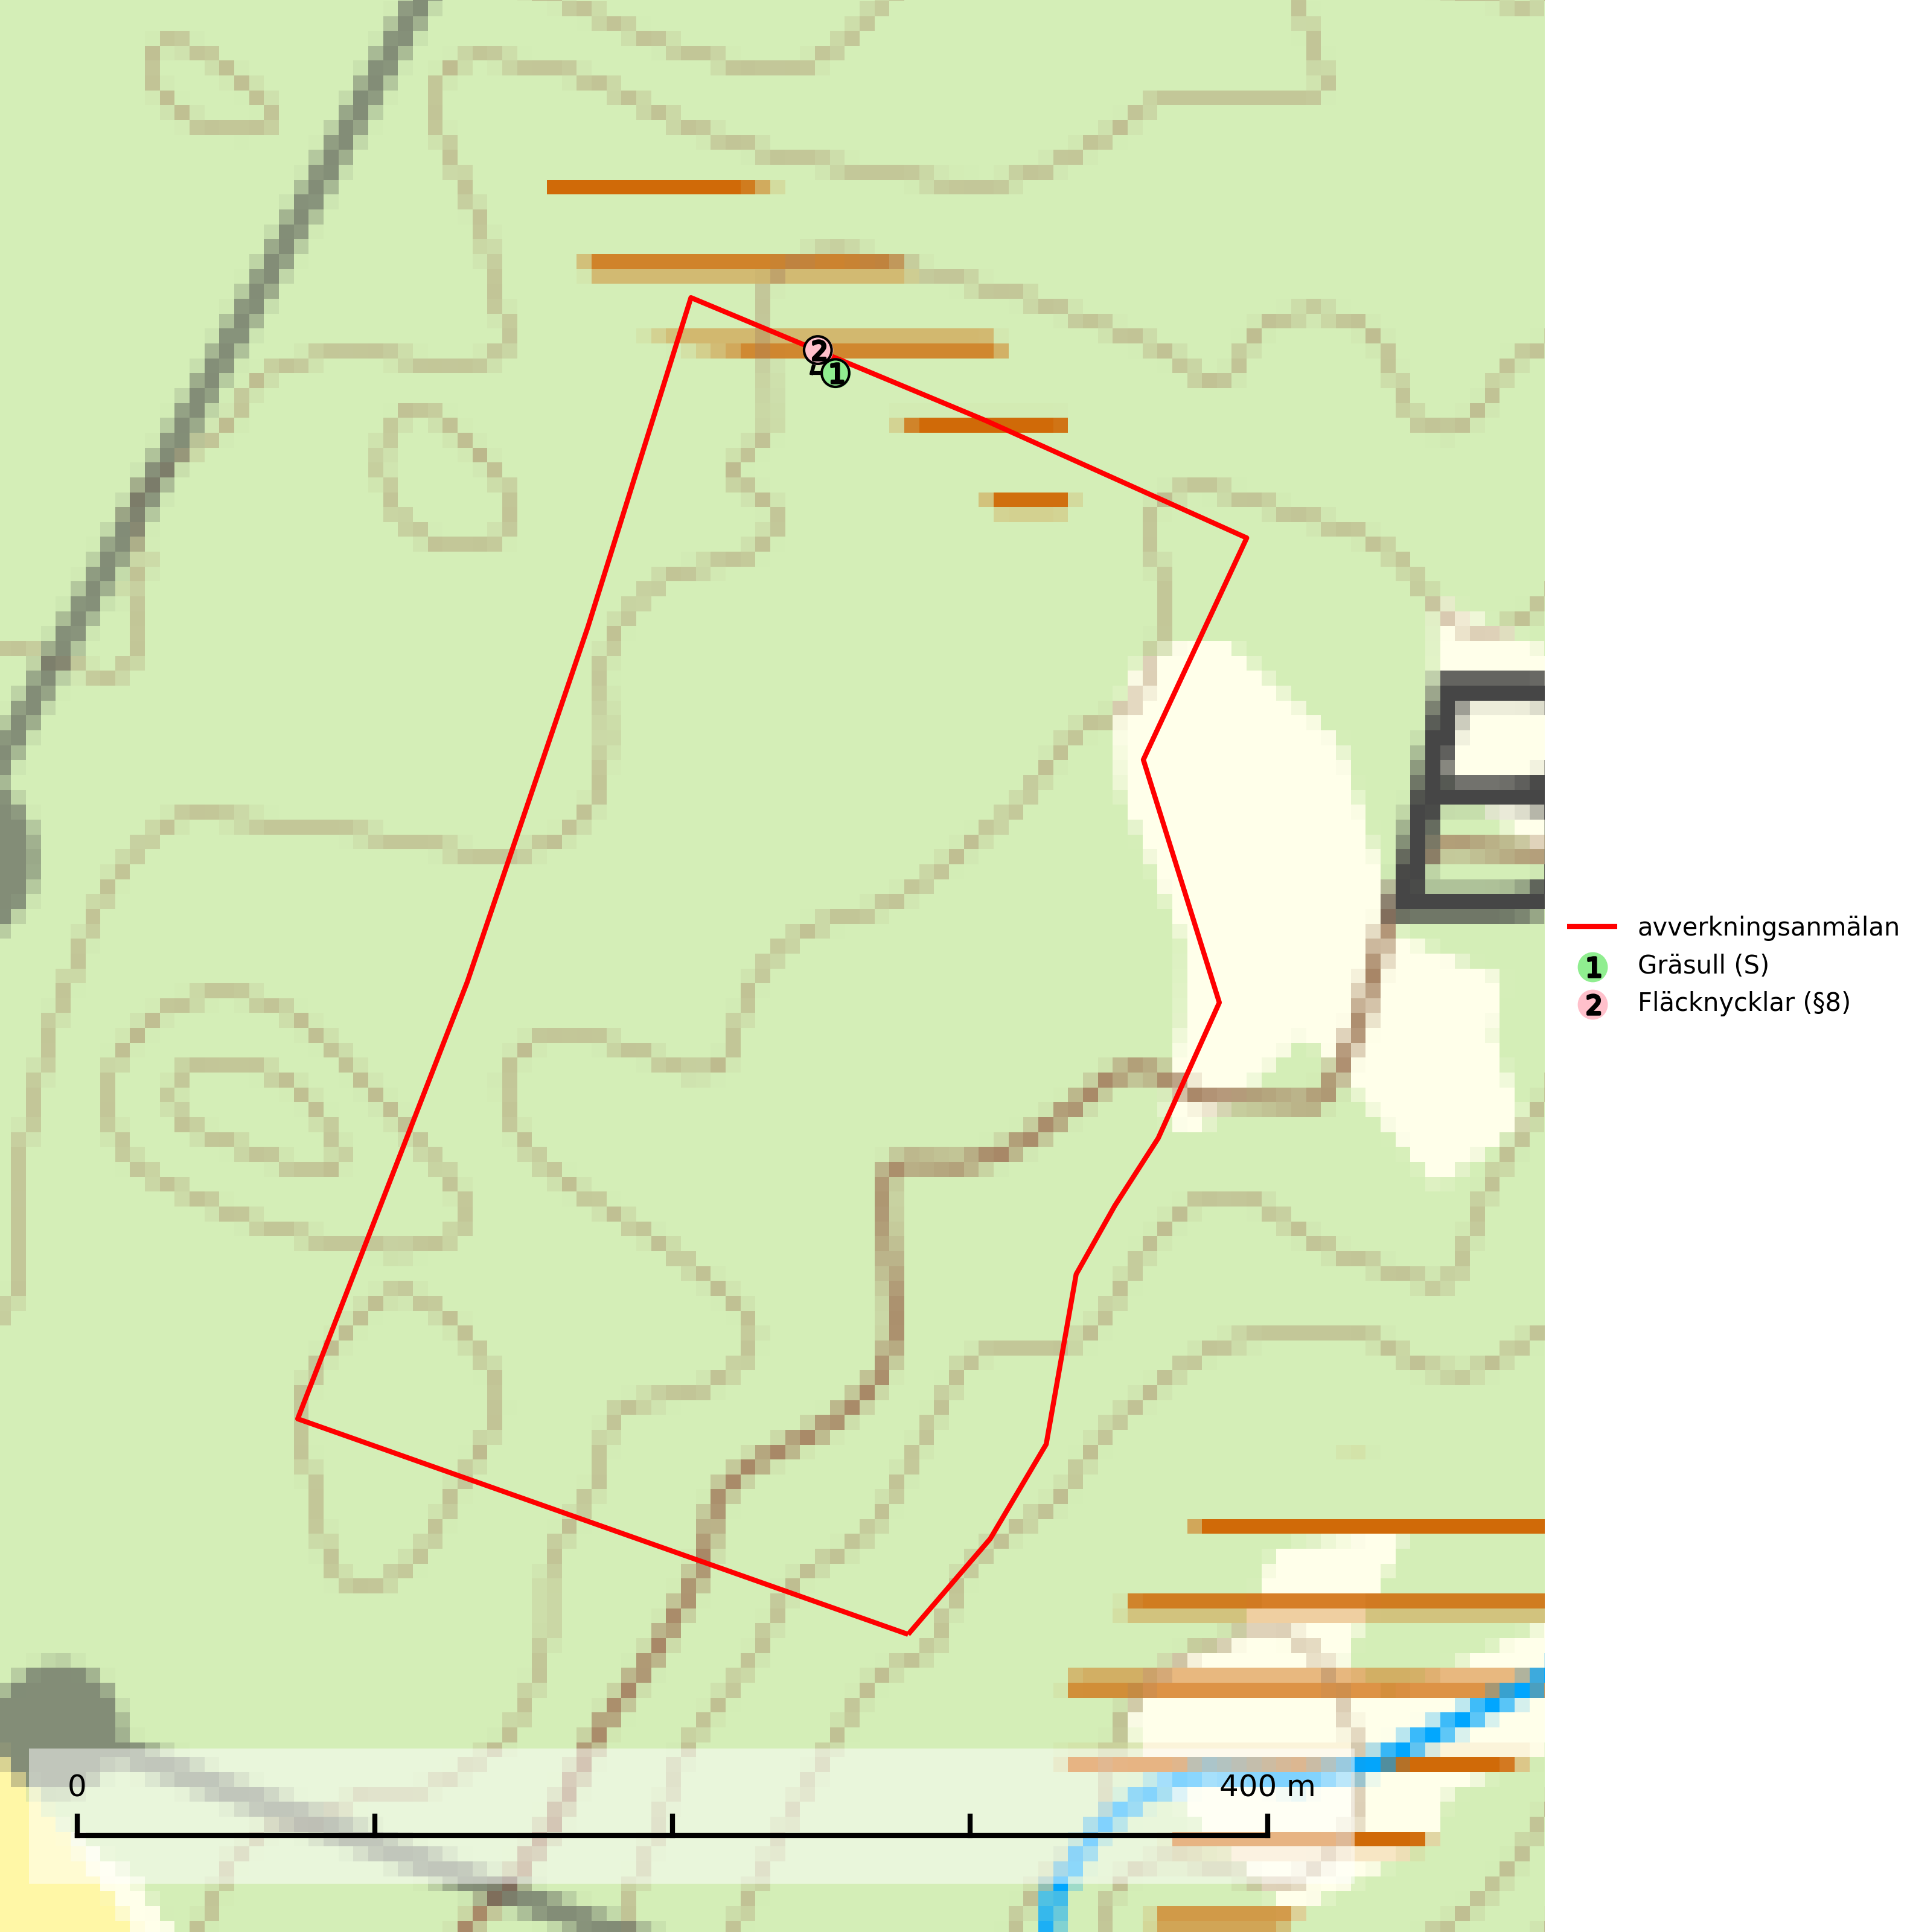 2
1
avverkningsanmälan
1 Gräsull (S)
2 Fläcknycklar (§8)
0 400 m